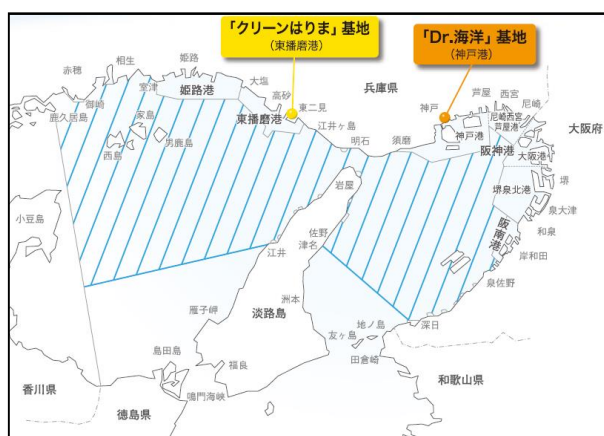 「クリーンはりま」基地
（東播磨港）
「Dr.海洋」基地
（神戸港）
兵庫県
大阪府
赤穂
相生
室津
姫路
姫路港
大塩
高砂
東二見
東播磨港
江井ヶ島
明石
須磨
神戸
神戸港
芦屋
西宮
尼崎
尼崎西宮
芦屋港
阪神港
大阪港
堺
堺泉北港
泉大津
和泉
阪南港
岸和田
泉佐野
鹿久居島
御崎
家島
西島
男鹿島
小豆島
岩屋
佐野
津名
江井
雁子岬
淡路島
洲本
友ヶ島
地ノ島
深日
田倉崎
島田島
福良
鳴門海峡
香川県
徳島県
和歌山県